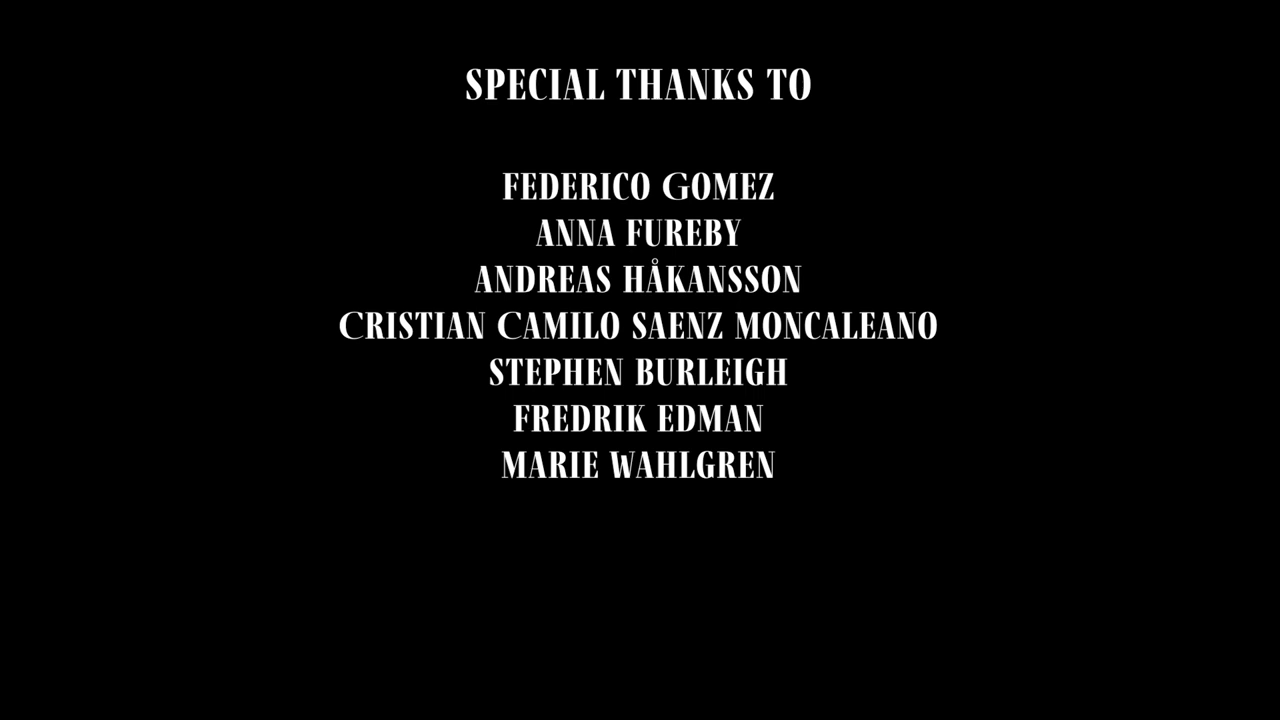 SPECIAL THANKS TO
FEDERICO GOMEZ
ANNA FUREBY
ANDREAS HÅKANSSON
CRISTIAN CAMILO SAENZ MONCALEANO
STEPHEN BURLEIGH
FREDRIK EDMAN
MARIE WAHLGREN